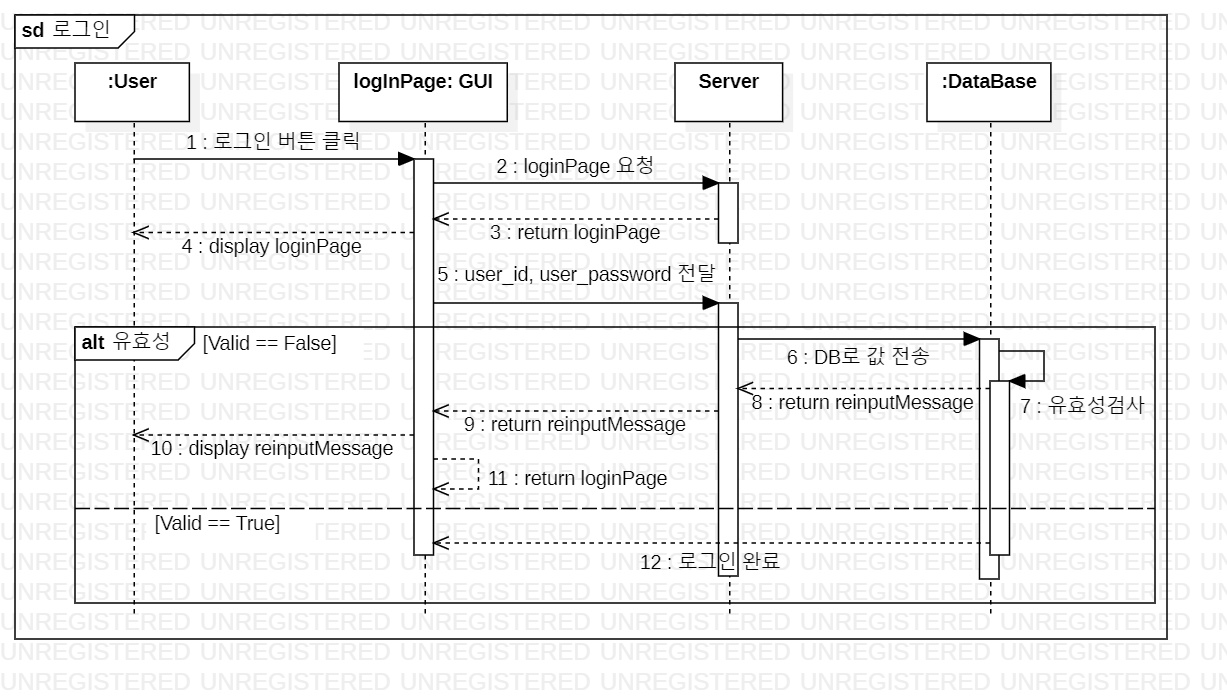 sd 로그인
:User
logInPage: GUI
Server
:DataBase
1 : 로그인 버튼 클릭
2 : loginPage 요청
3 : return loginPage
4 : display loginPage
5 : user_id, user_password 전달
alt 유효성
[Valid == False]
6 : DB로 값 전송
7 : 유효성검사
8 : return reinputMessage
9 : return reinputMessage
10 : display reinputMessage
11 : return loginPage
[Valid == True]
12 : 로그인 완료
UNREGISTERED